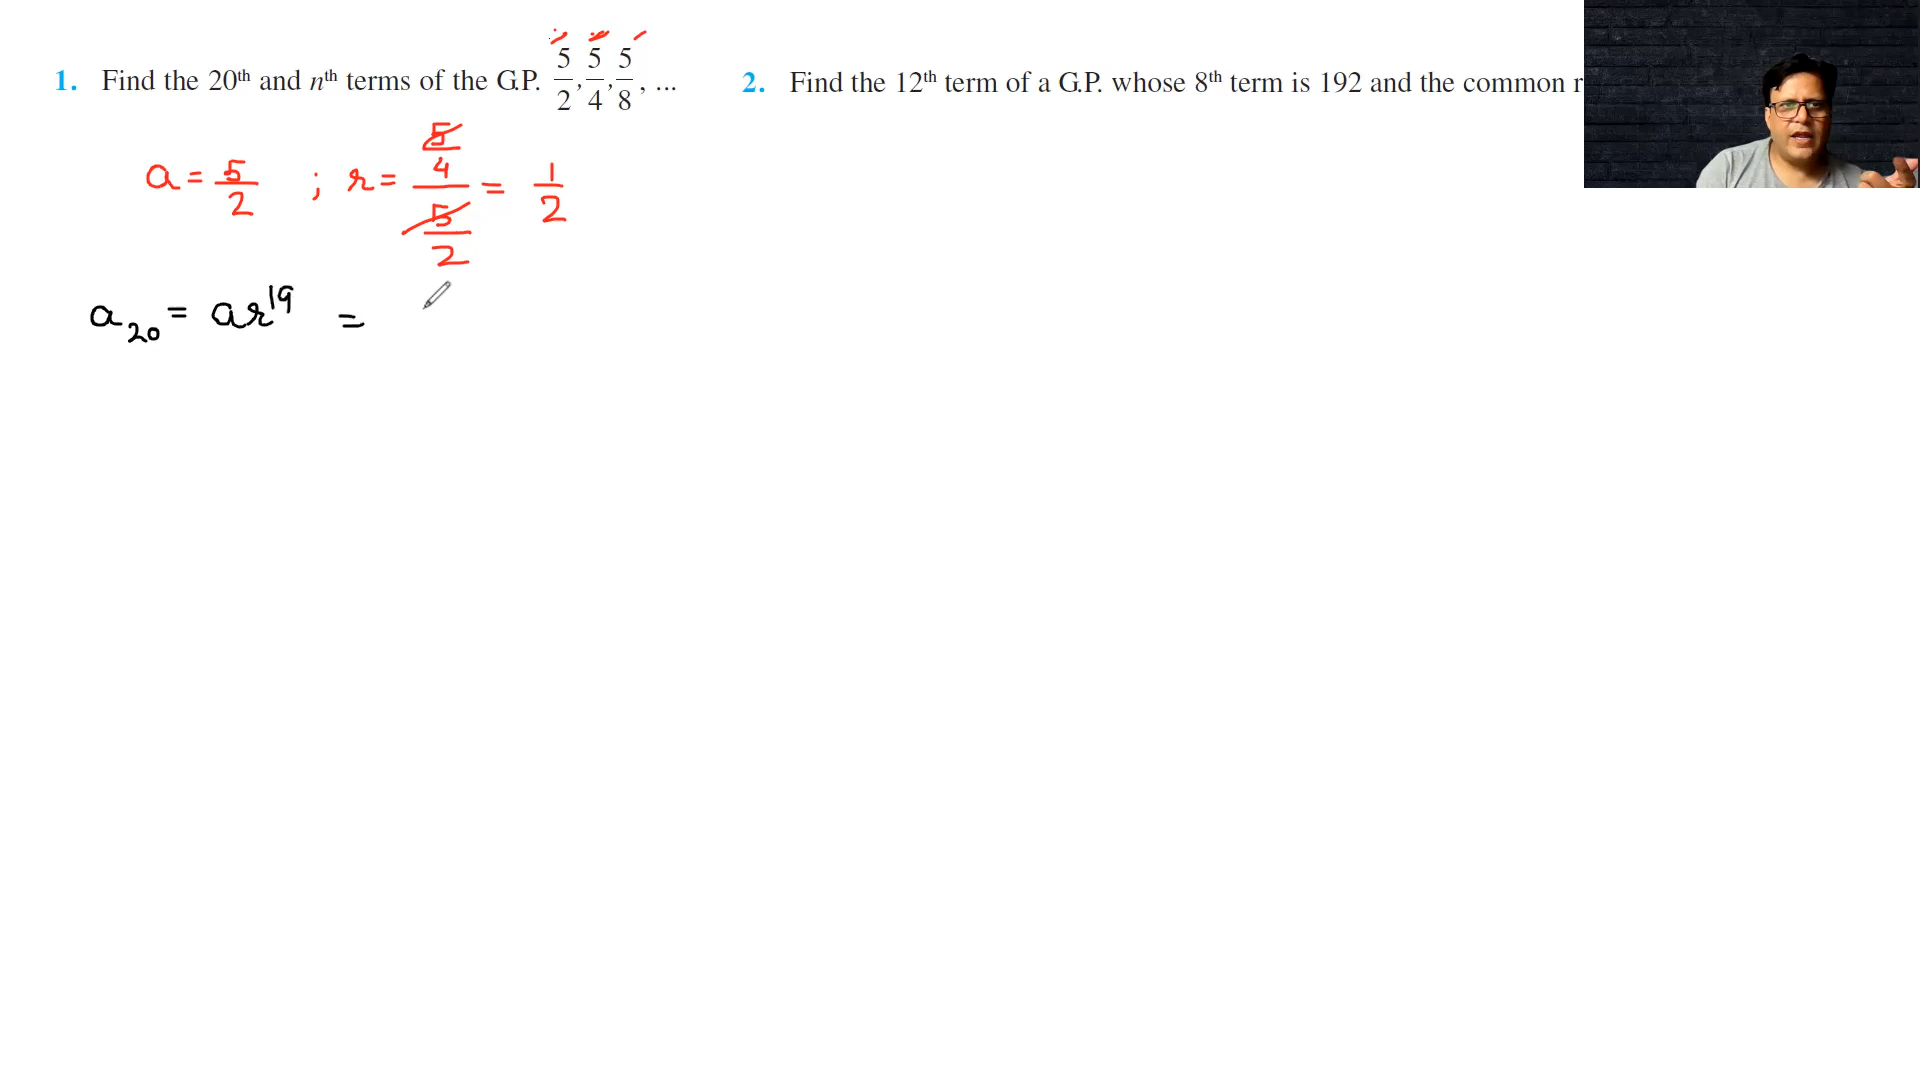 1. Find the 20th and nth terms of the G.P. 5/2, 5/4, 5/8, ...
a = 5/2 ; r = (5/4)/(5/2) = 1/2
a₂₀ = ar¹⁹ =
2. Find the 12th term of a G.P. whose 8th term is 192 and the common r